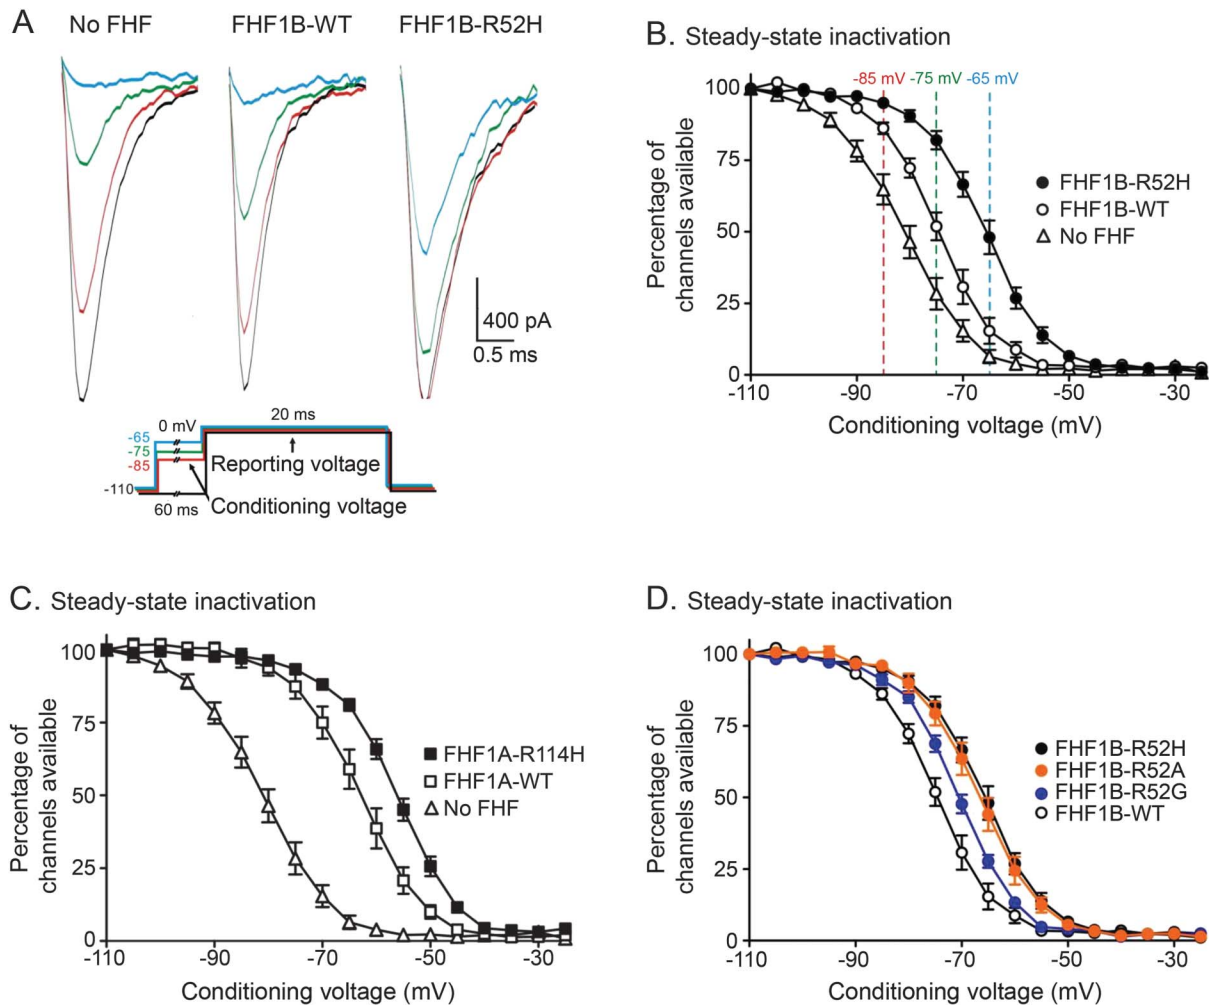 A
No FHF
FHF1B-WT
FHF1B-R52H
400 pA
0.5 ms
20 ms
0 mV
-65
-75
-85
-110
Reporting voltage
Conditioning voltage
60 ms
B. Steady-state inactivation
-85 mV
-75 mV
-65 mV
100
75
50
25
0
Percentage of
channels available
FHF1B-R52H
FHF1B-WT
No FHF
-110
-90
-70
-50
-30
Conditioning voltage (mV)
C. Steady-state inactivation
100
75
50
25
0
Percentage of
channels available
FHF1A-R114H
FHF1A-WT
No FHF
-110
-90
-70
-50
-30
Conditioning voltage (mV)
D. Steady-state inactivation
100
75
50
25
0
Percentage of
channels available
FHF1B-R52H
FHF1B-R52A
FHF1B-R52G
FHF1B-WT
-110
-90
-70
-50
-30
Conditioning voltage (mV)